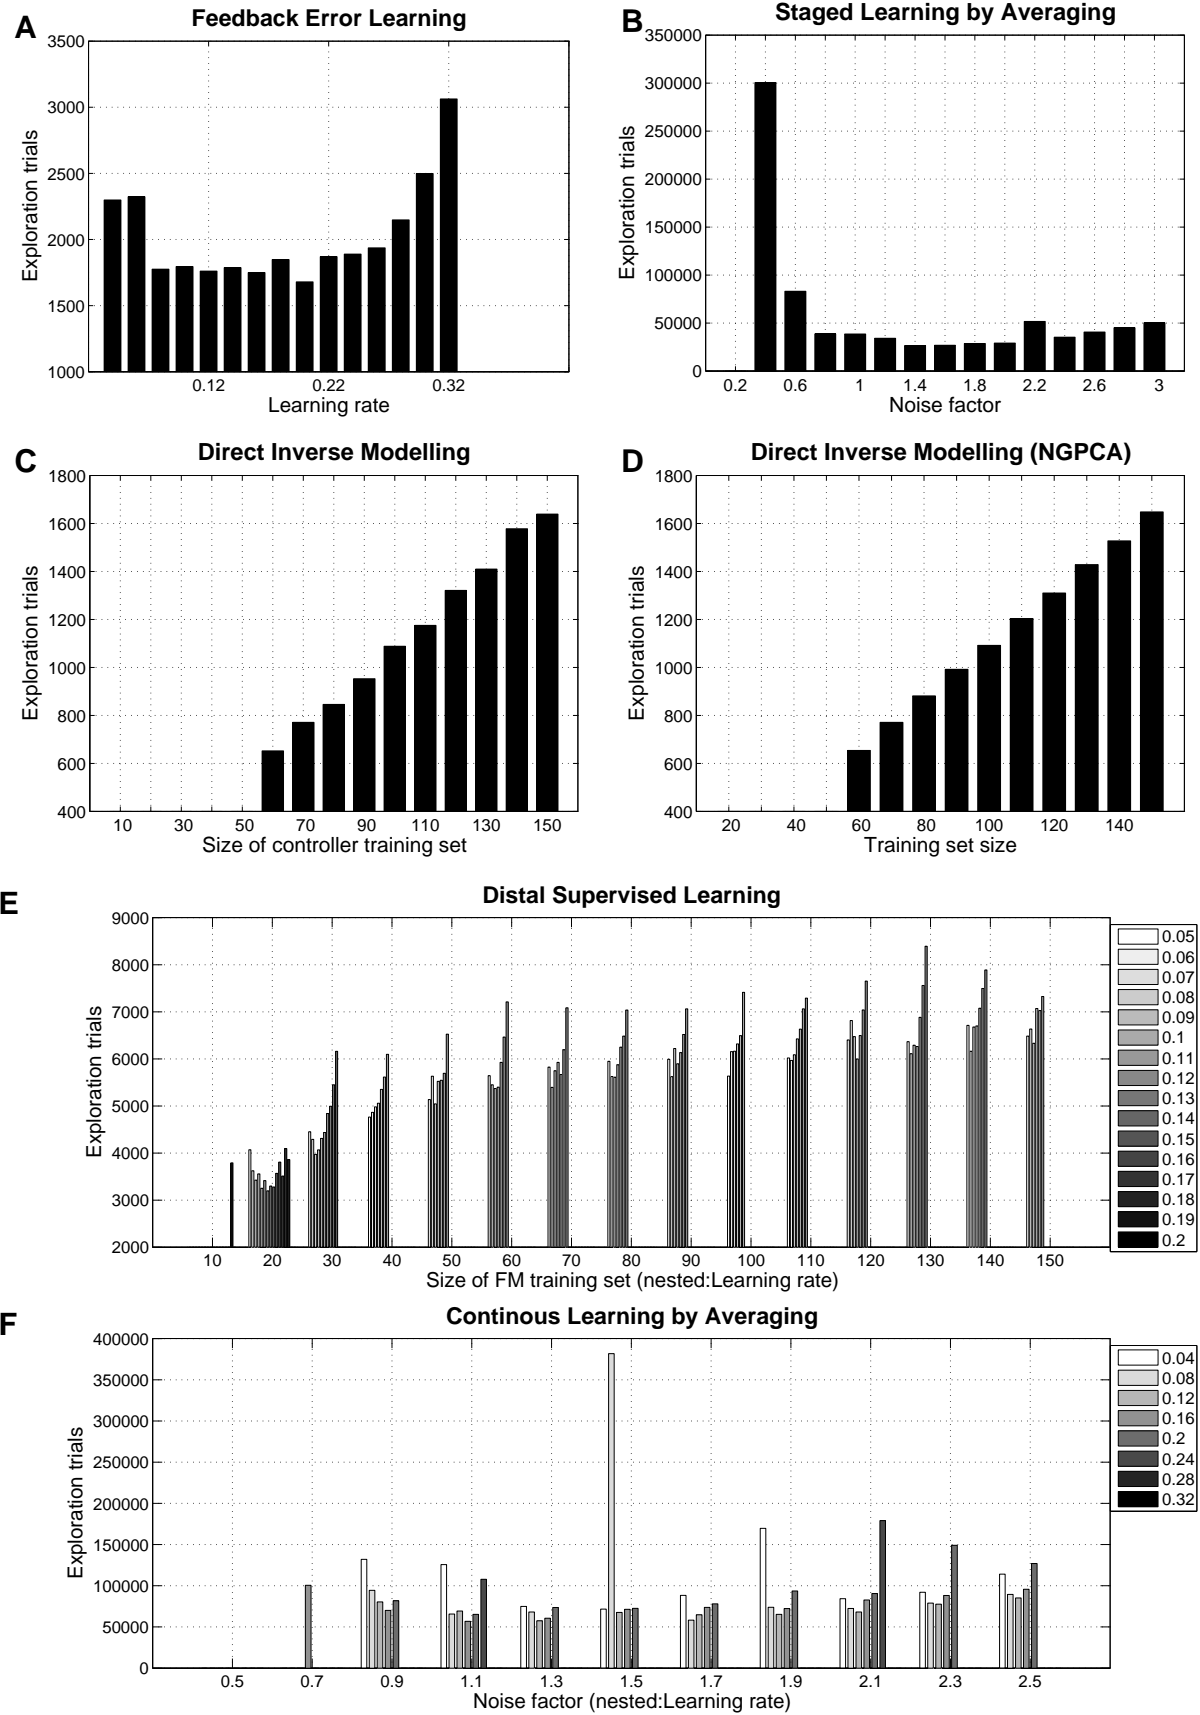 A
Feedback Error Learning
3500
3000
2500
2000
1500
1000
Exploration trials
0.12 0.22 0.32
Learning rate
B
Staged Learning by Averaging
350000
300000
250000
200000
150000
100000
50000
0
Exploration trials
0.2 0.6 1 1.4 1.8 2.2 2.6 3
Noise factor
C
Direct Inverse Modelling
1800
1600
1400
1200
1000
800
600
400
Exploration trials
10 30 50 70 90 110 130 150
Size of controller training set
D
Direct Inverse Modelling (NGPCA)
1800
1600
1400
1200
1000
800
600
400
Exploration trials
20 40 60 80 100 120 140
Training set size
E
Distal Supervised Learning
9000
8000
7000
6000
5000
4000
3000
2000
Exploration trials
10 20 30 40 50 60 70 80 90 100 110 120 130 140 150
Size of FM training set (nested:Learning rate)
0.05
0.06
0.07
0.08
0.09
0.1
0.11
0.12
0.13
0.14
0.15
0.16
0.17
0.18
0.19
0.2
F
Continous Learning by Averaging
400000
350000
300000
250000
200000
150000
100000
50000
0
Exploration trials
0.5 0.7 0.9 1.1 1.3 1.5 1.7 1.9 2.1 2.3 2.5
Noise factor (nested:Learning rate)
0.04
0.08
0.12
0.16
0.2
0.24
0.28
0.32